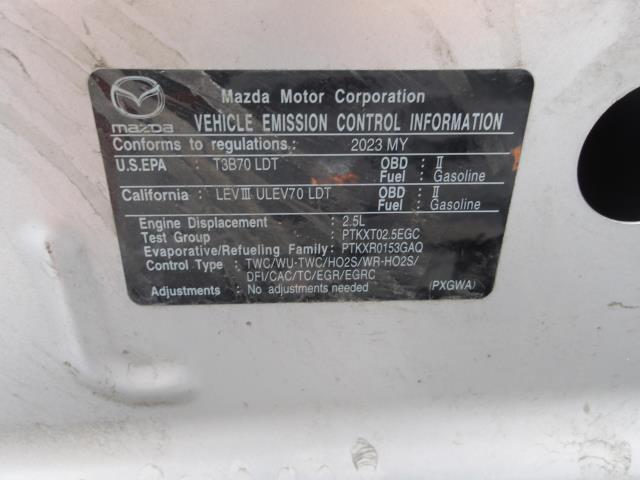 Mazda Motor Corporation
mazda VEHICLE EMISSION CONTROL INFORMATION
Conforms to regulations: 2023 MY
U.S.EPA : T3B70 LDT OBD : II
Fuel : Gasoline
California : LEV III ULEV70 LDT OBD : II
Fuel : Gasoline
Engine Displacement : 2.5L
Test Group : PTKXT02.5EGC
Evaporative/Refueling Family: PTKXR0153GAQ
Control Type : TWC/WU-TWC/HO2S/WR-HO2S/
DFI/CAC/TC/EGR/EGRC
Adjustments : No adjustments needed (PXGWA)